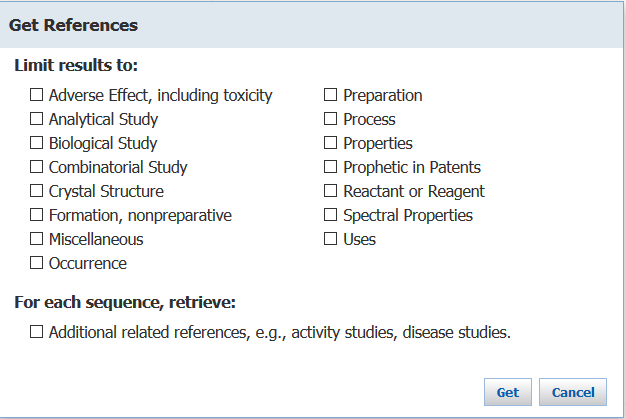 Get References
Limit results to:
Adverse Effect, including toxicity
Analytical Study
Biological Study
Combinatorial Study
Crystal Structure
Formation, nonpreparative
Miscellaneous
Occurrence
Preparation
Process
Properties
Prophetic in Patents
Reactant or Reagent
Spectral Properties
Uses
For each sequence, retrieve:
Additional related references, e.g., activity studies, disease studies.
Get
Cancel